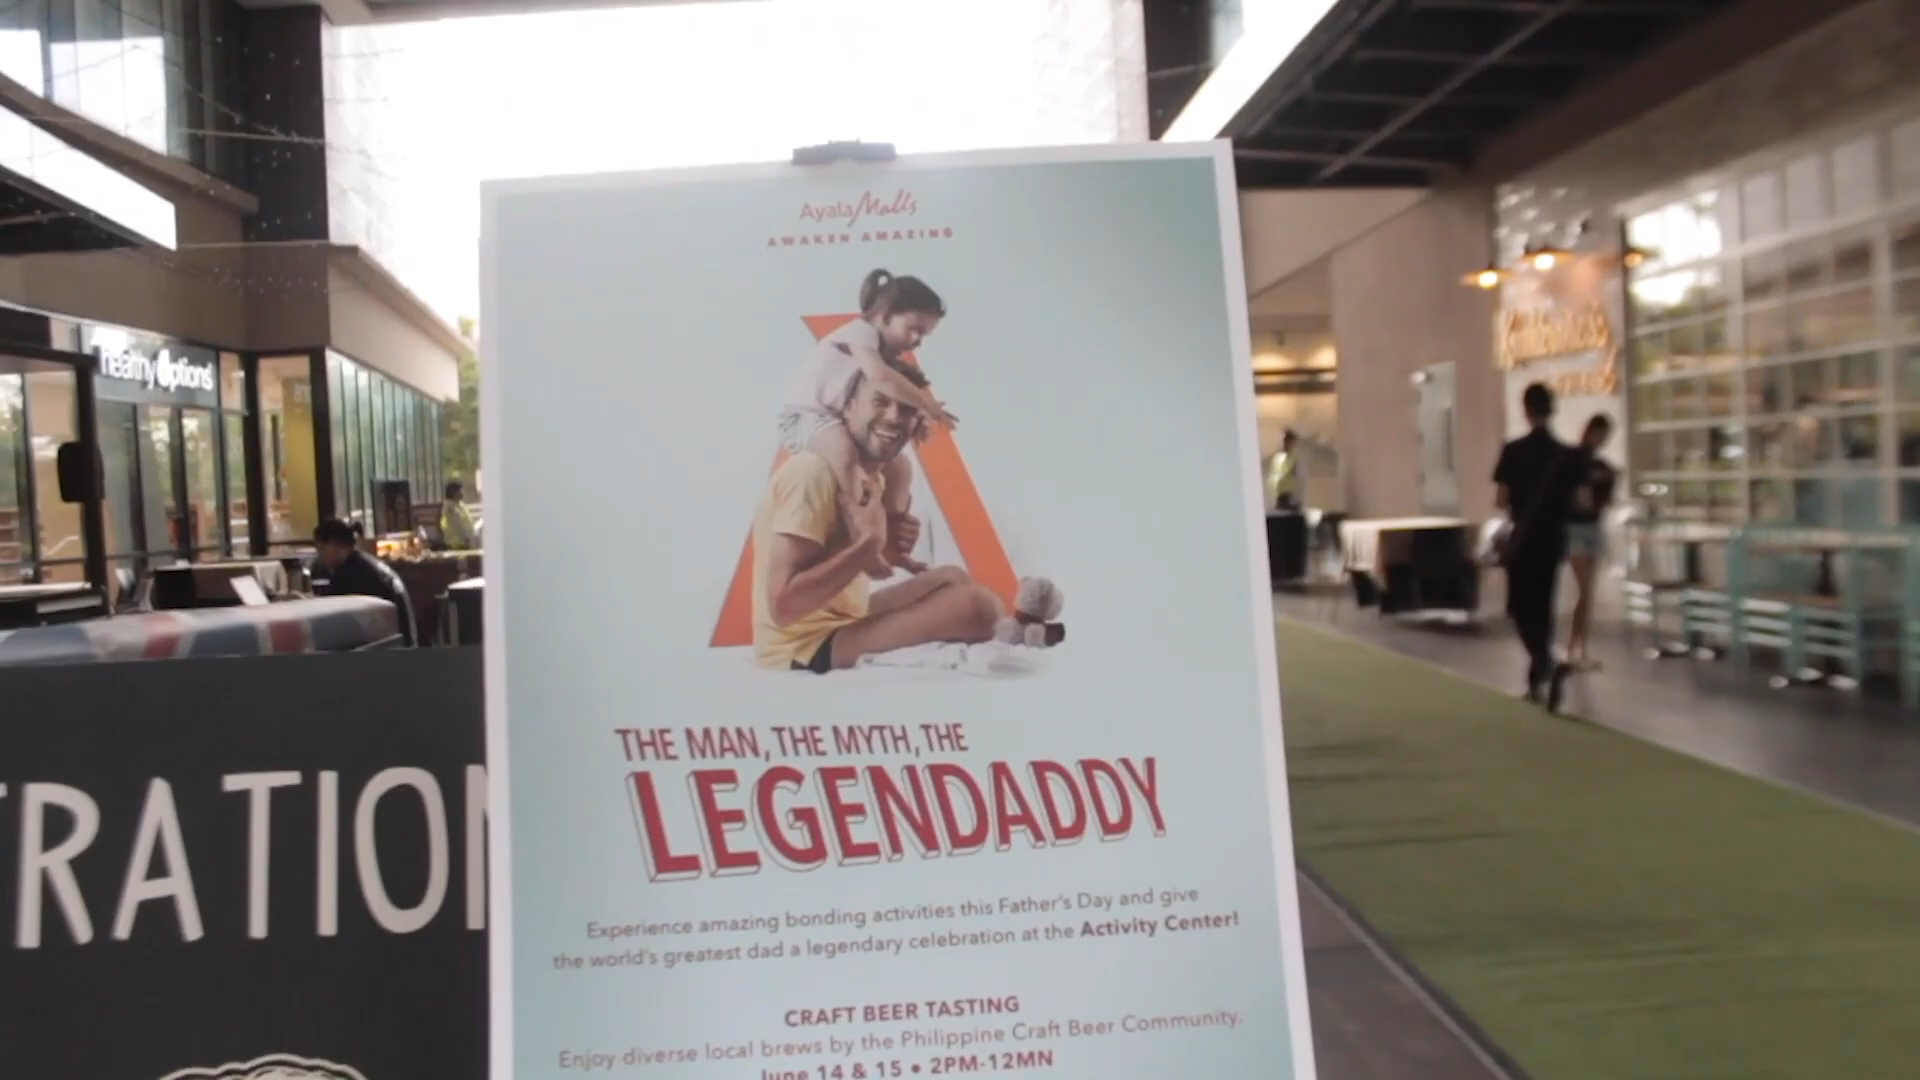 Ayala Malls
AWAKEN AMAZING
healthy options
THE MAN, THE MYTH, THE
LEGENDADDY
TRATION
Experience amazing bonding activities this Father's Day and give
the world's greatest dad a legendary celebration at the Activity Center!
CRAFT BEER TASTING
Enjoy diverse local brews by the Philippine Craft Beer Community.
June 14 & 15 • 2PM-12MN